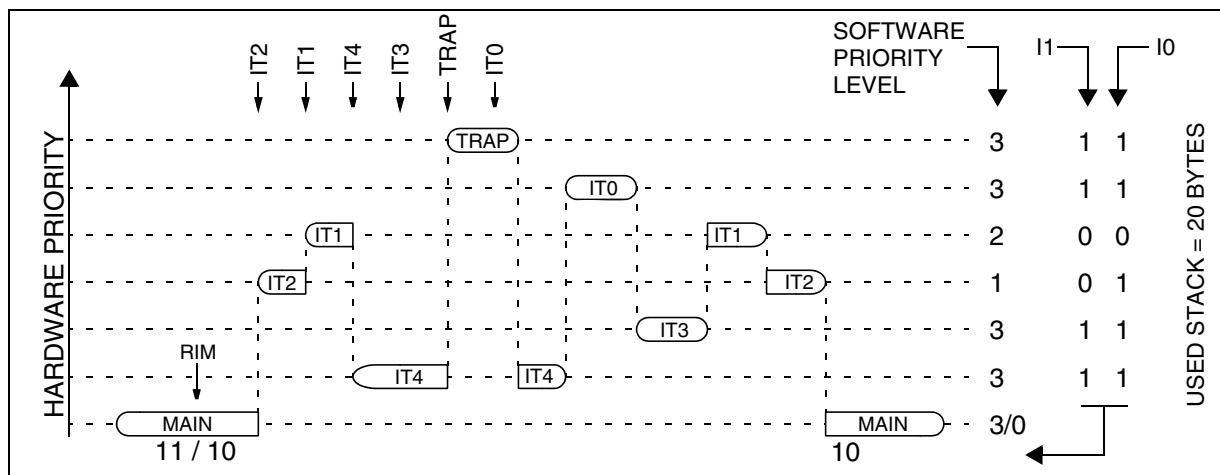 SOFTWARE
PRIORITY
LEVEL
I1
I0
IT2
IT1
IT4
IT3
TRAP
IT0
HARDWARE PRIORITY
USED STACK = 20 BYTES
TRAP
3
1 1
IT0
3
1 1
IT1
IT1
2
0 0
IT2
IT2
1
0 1
IT3
3
1 1
RIM
IT4
IT4
3
1 1
MAIN
MAIN
3/0
11 / 10
10